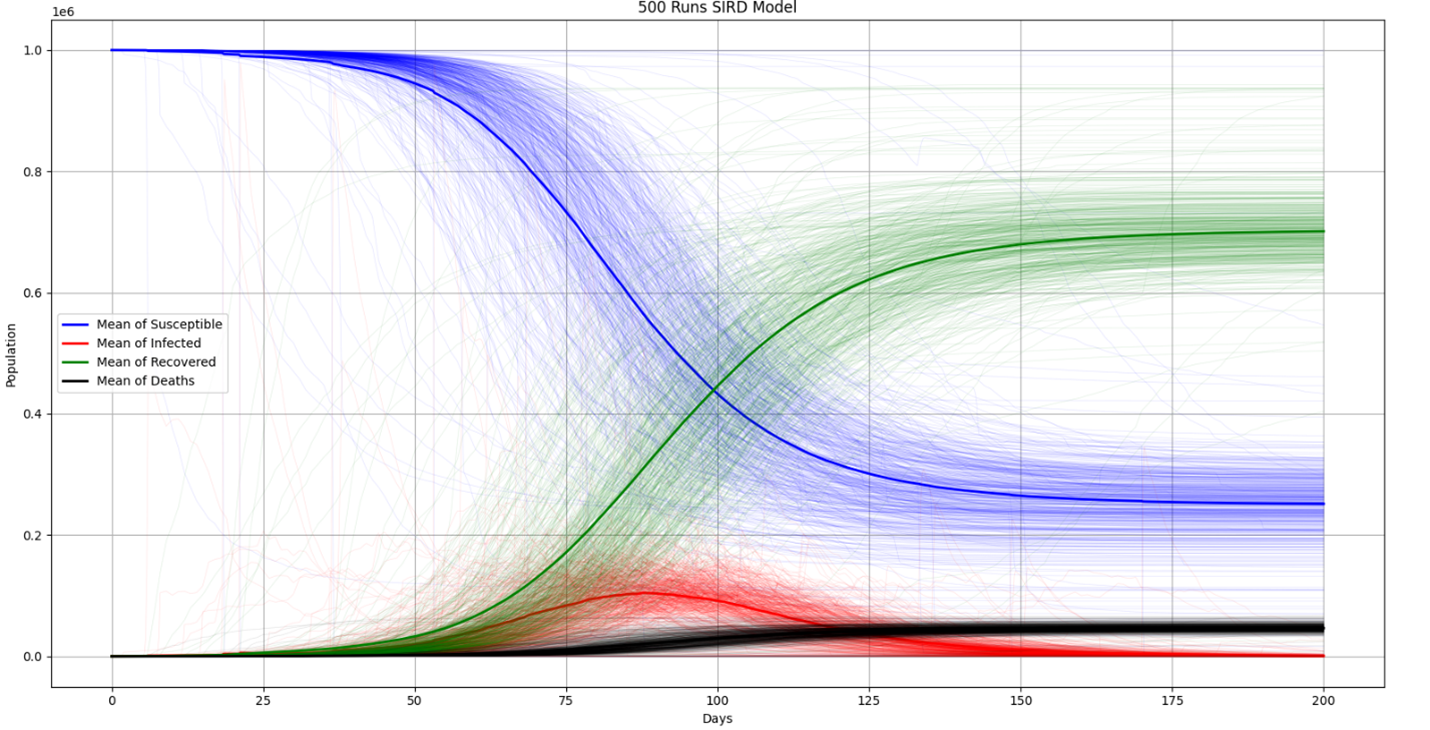 500 Runs SIRD Model
1e6
1.0
0.8
0.6
0.4
0.2
0.0
Population
Mean of Susceptible
Mean of Infected
Mean of Recovered
Mean of Deaths
0 25 50 75 100 125 150 175 200
Days